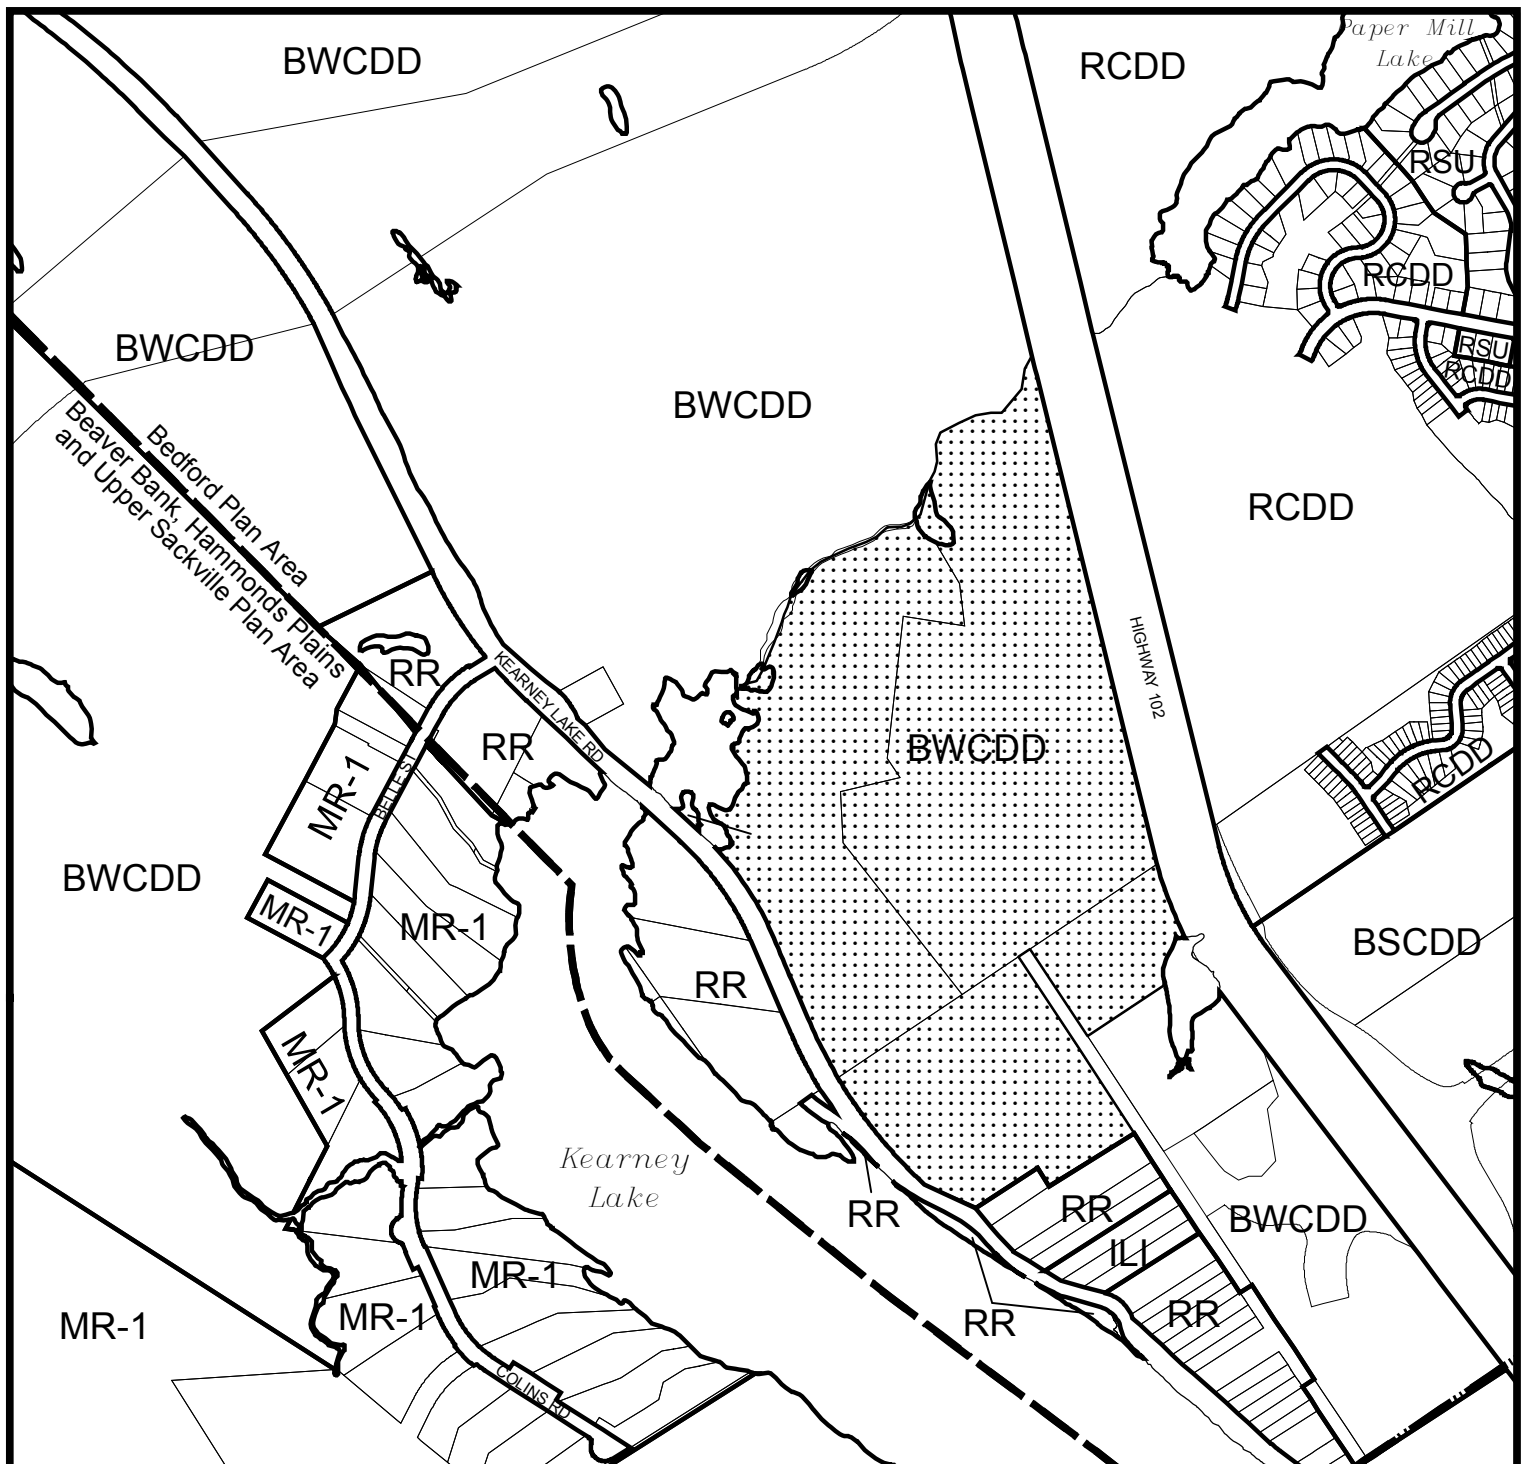 Paper Mill
Lake
BWCDD
RCDD
RSU
RCDD
RSU
RCDD
BWCDD
BWCDD
Bedford Plan Area
Beaver Bank, Hammonds Plains
and Upper Sackville Plan Area
RCDD
HIGHWAY 102
RR
KEARNEY LAKE RD
RR
BWCDD
RCDD
BELLE ST
MR-1
BWCDD
MR-1
MR-1
BSCDD
RR
MR-1
Kearney
Lake
RR
RR
BWCDD
ILI
MR-1
MR-1
RR
RR
MR-1
COLINS RD